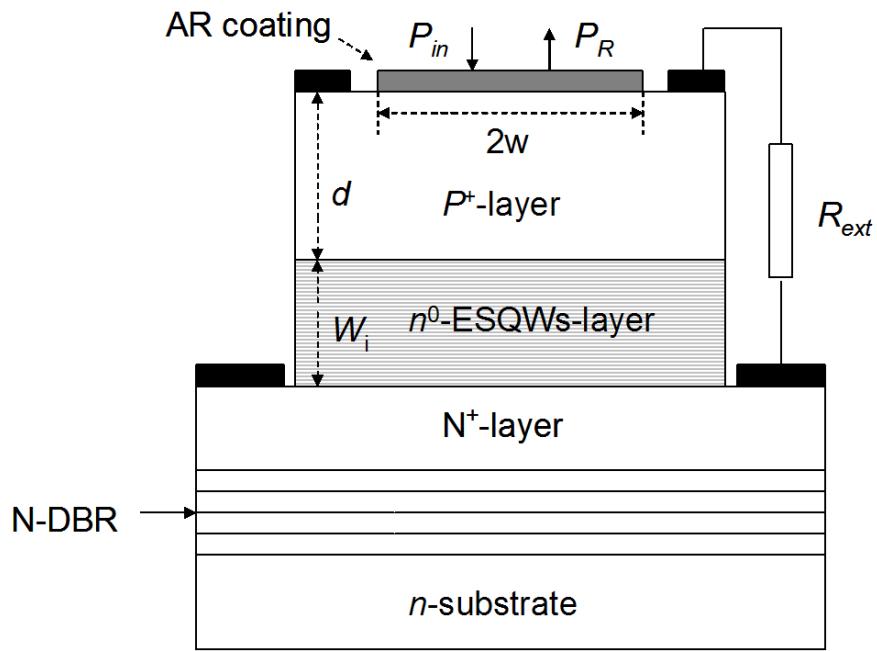 AR coating
P_in
P_R
2w
d
P⁺-layer
R_ext
W_i
n⁰-ESQWs-layer
N⁺-layer
N-DBR
n-substrate